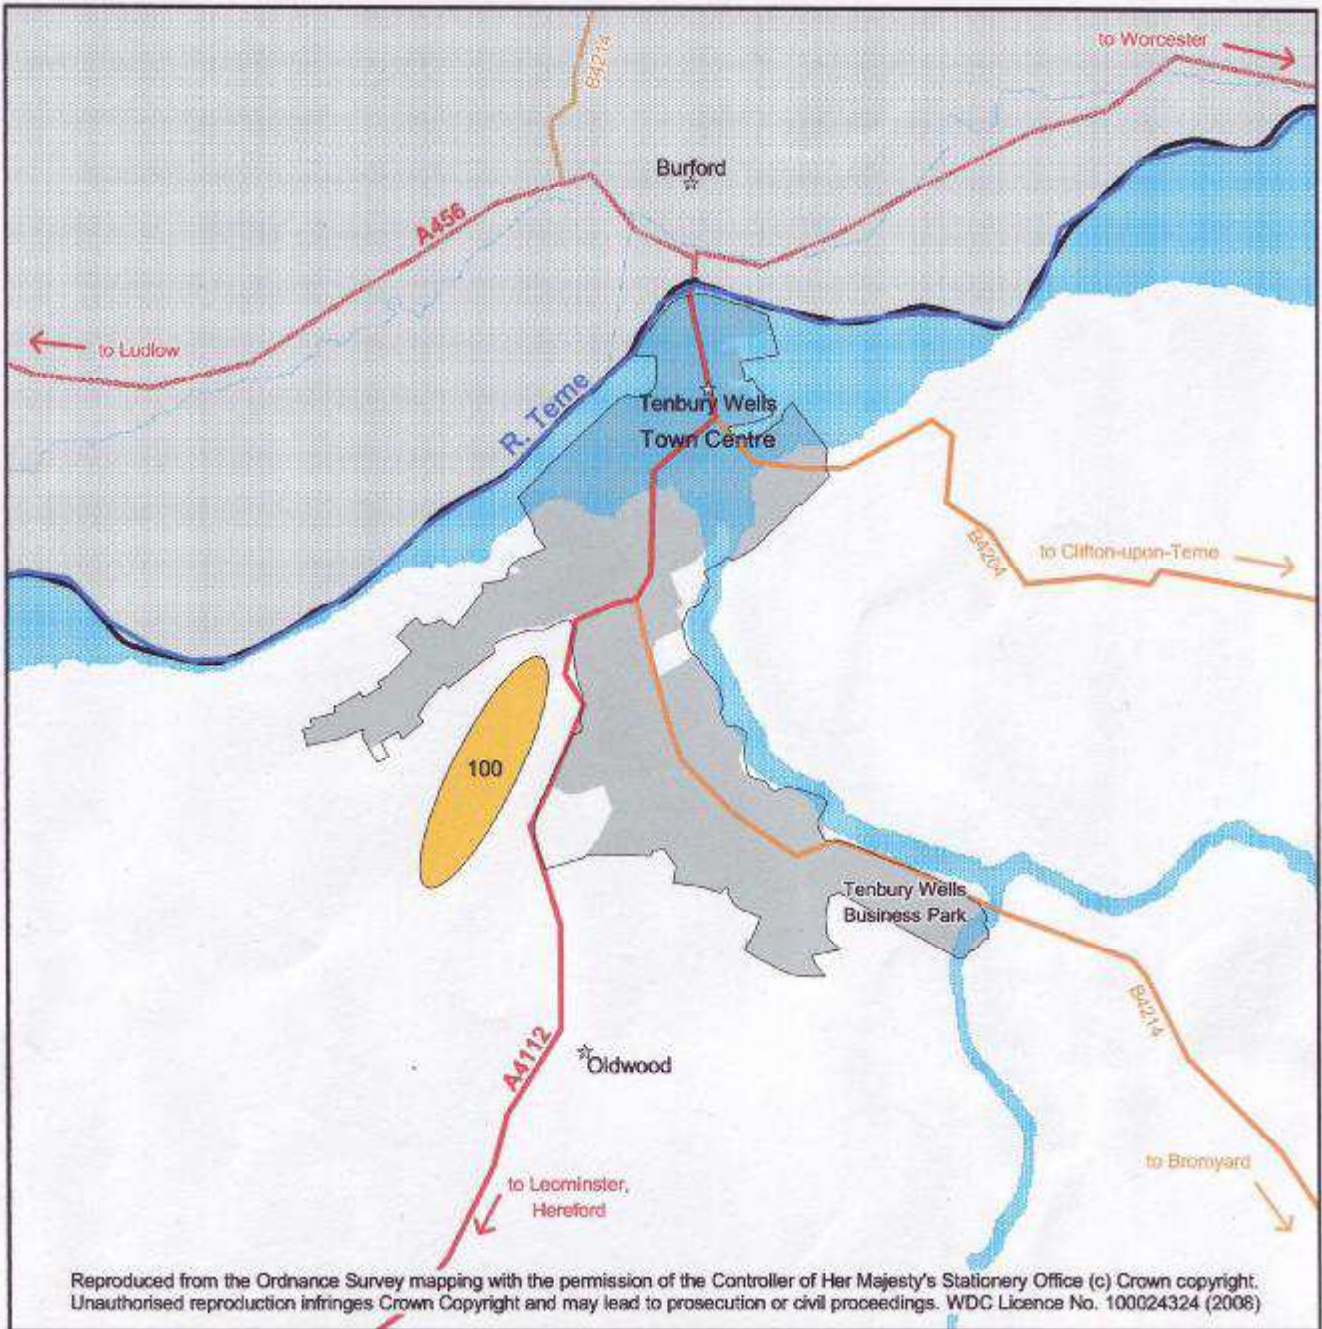 to Worcester
B4214
Burford
A456
to Ludlow
R. Teme
Tenbury Wells
Town Centre
B4204
to Clifton-upon-Teme
100
Tenbury Wells
Business Park
B4214
A4112
Oldwood
to Bromyard
to Leominster,
Hereford
Reproduced from the Ordnance Survey mapping with the permission of the Controller of Her Majesty's Stationery Office (c) Crown copyright.
Unauthorised reproduction infringes Crown Copyright and may lead to prosecution or civil proceedings. WDC Licence No. 100024324 (2008)